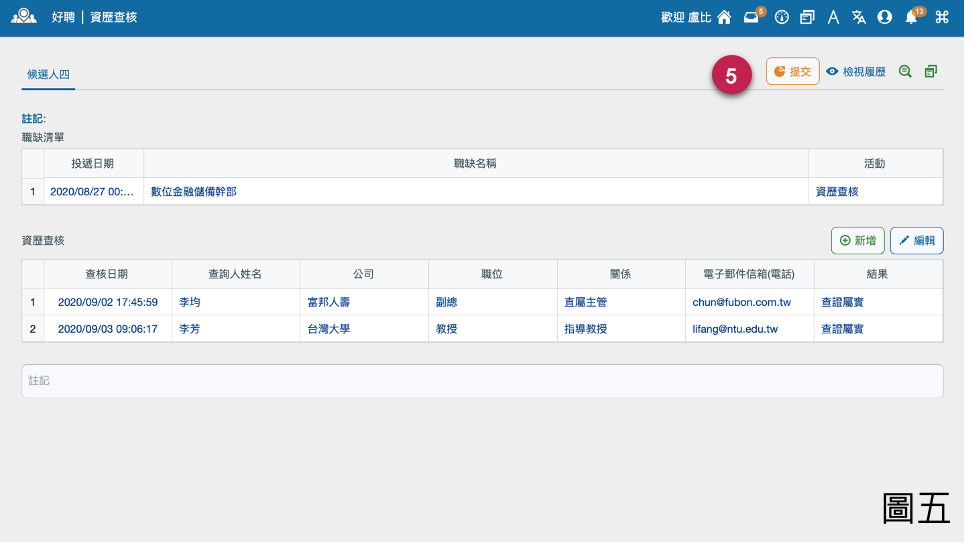 好聘 | 資歷查核 歡迎 盧比 5 13
候選人四 5 提交 檢視履歷
註記:
職缺清單
投遞日期 職缺名稱 活動
1 2020/08/27 00:... 數位金融儲備幹部 資歷查核
資歷查核 新增 編輯
查核日期 查詢人姓名 公司 職位 關係 電子郵件信箱(電話) 結果
1 2020/09/02 17:45:59 李均 富邦人壽 副總 直屬主管 chun@fubon.com.tw 查證屬實
2 2020/09/03 09:06:17 李芳 台灣大學 教授 指導教授 lifang@ntu.edu.tw 查證屬實
註記
圖五